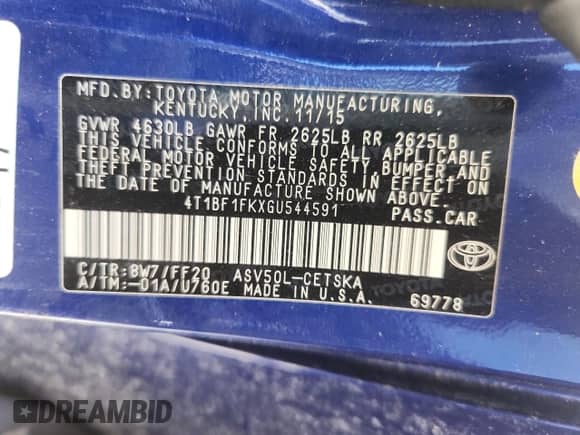 MFD. BY: TOYOTA MOTOR MANUFACTURING,
KENTUCKY, INC. 11/15
GVWR 4630LB GAWR FR 2625LB RR 2625LB
THIS VEHICLE CONFORMS TO ALL APPLICABLE
FEDERAL MOTOR VEHICLE SAFETY, BUMPER, AND
THEFT PREVENTION STANDARDS IN EFFECT ON
THE DATE OF MANUFACTURE SHOWN ABOVE.
4T1BF1FKXGU544591 PASS. CAR
C/TR: 8W7/FF20 ASV50L-CETSKA
A/TM: -01A/U760E MADE IN U.S.A.
69778
DREAMBID